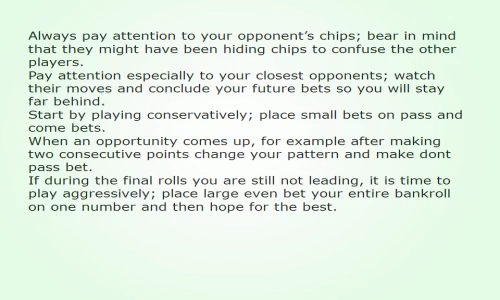 Always pay attention to your opponent's chips; bear in mind
that they might have been hiding chips to confuse the other
players.
Pay attention especially to your closest opponents; watch
their moves and conclude your future bets so you will stay
far behind.
Start by playing conservatively; place small bets on pass and
come bets.
When an opportunity comes up, for example after making
two consecutive points change your pattern and make dont
pass bet.
If during the final rolls you are still not leading, it is time to
play aggressively; place large even bet your entire bankroll
on one number and then hope for the best.